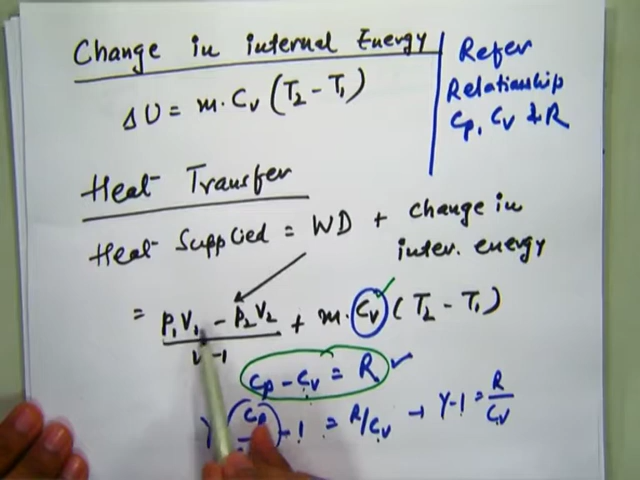 Change in internal Energy
ΔU = m. Cv (T2 - T1)
Refer
Relationship
Cp, Cv & R
Heat Transfer
Heat Supplied = WD + change in
inter. energy
= P1V1 - P2V2 + m. Cv (T2 - T1)
-1
Cp - Cv = R ✓
Cp - 1 = R/Cv → γ-1 = R/Cv